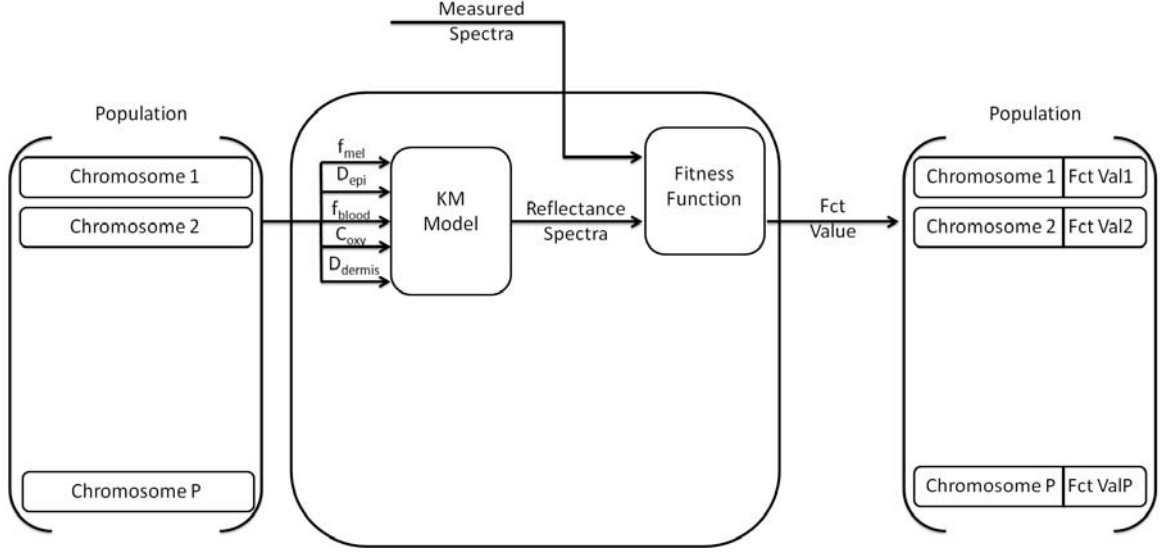 Measured
Spectra
Population
Chromosome 1
Chromosome 2
Chromosome P
f_mel
D_epi
f_blood
C_oxy
D_dermis
KM
Model
Reflectance
Spectra
Fitness
Function
Fct
Value
Population
Chromosome 1 Fct Val1
Chromosome 2 Fct Val2
Chromosome P Fct ValP